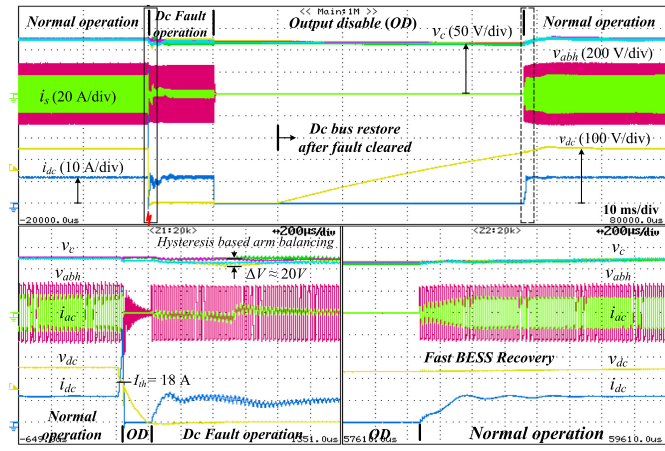 << Main:1M >>
Normal operation
Dc Fault
operation
Output disable (OD)
Normal operation
v_c (50 V/div)
v_abh (200 V/div)
i_s (20 A/div)
Dc bus restore
after fault cleared
v_dc (100 V/div)
i_dc (10 A/div)
10 ms/div
-20000.0us
80000.0us
<Z1:20k>
200us/div
<Z2:20k>
200us/div
Hysteresis based arm balancing
v_c
v_c
ΔV ≈ 20V
v_abh
v_abh
i_ac
i_ac
v_dc
v_dc
Fast BESS Recovery
I_th = 18 A
i_dc
i_dc
Normal
operation
OD
Dc Fault operation
OD
Normal operation
1351.0us
57610.0us
59610.0us